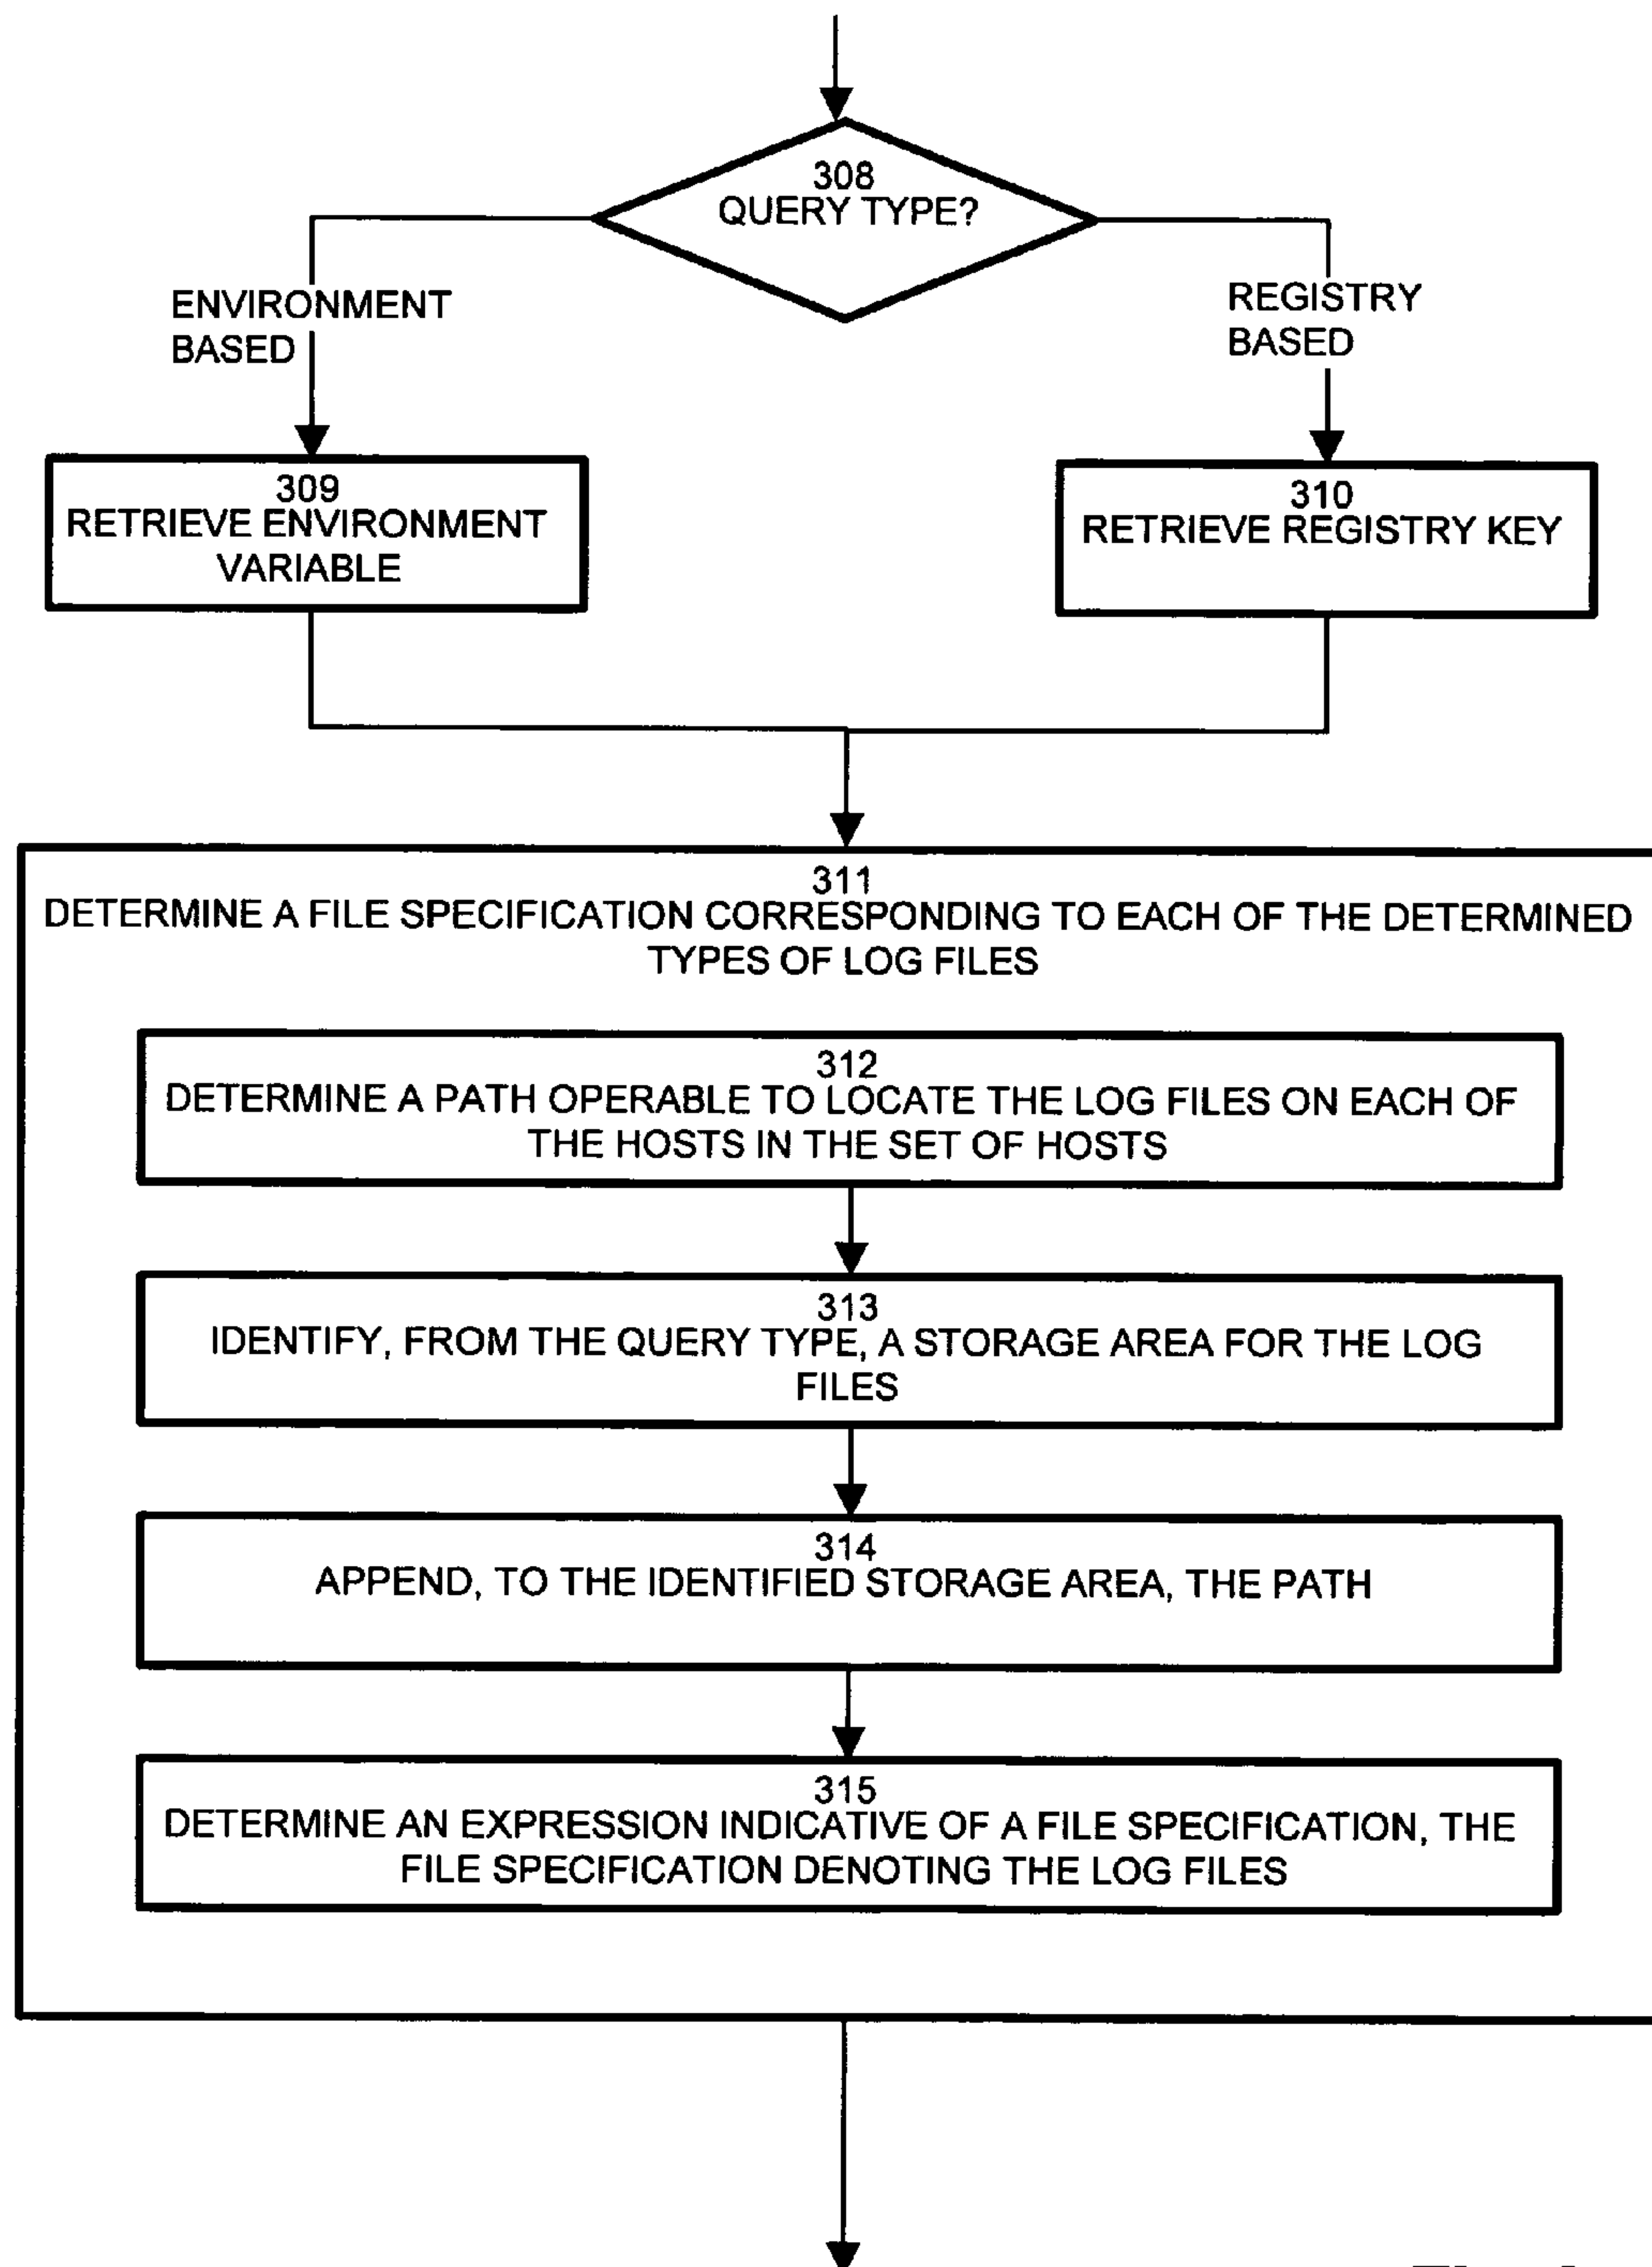 308
QUERY TYPE?
ENVIRONMENT
BASED
REGISTRY
BASED
309
RETRIEVE ENVIRONMENT
VARIABLE
310
RETRIEVE REGISTRY KEY
311
DETERMINE A FILE SPECIFICATION CORRESPONDING TO EACH OF THE DETERMINED
TYPES OF LOG FILES
312
DETERMINE A PATH OPERABLE TO LOCATE THE LOG FILES ON EACH OF
THE HOSTS IN THE SET OF HOSTS
313
IDENTIFY, FROM THE QUERY TYPE, A STORAGE AREA FOR THE LOG
FILES
314
APPEND, TO THE IDENTIFIED STORAGE AREA, THE PATH
315
DETERMINE AN EXPRESSION INDICATIVE OF A FILE SPECIFICATION, THE
FILE SPECIFICATION DENOTING THE LOG FILES